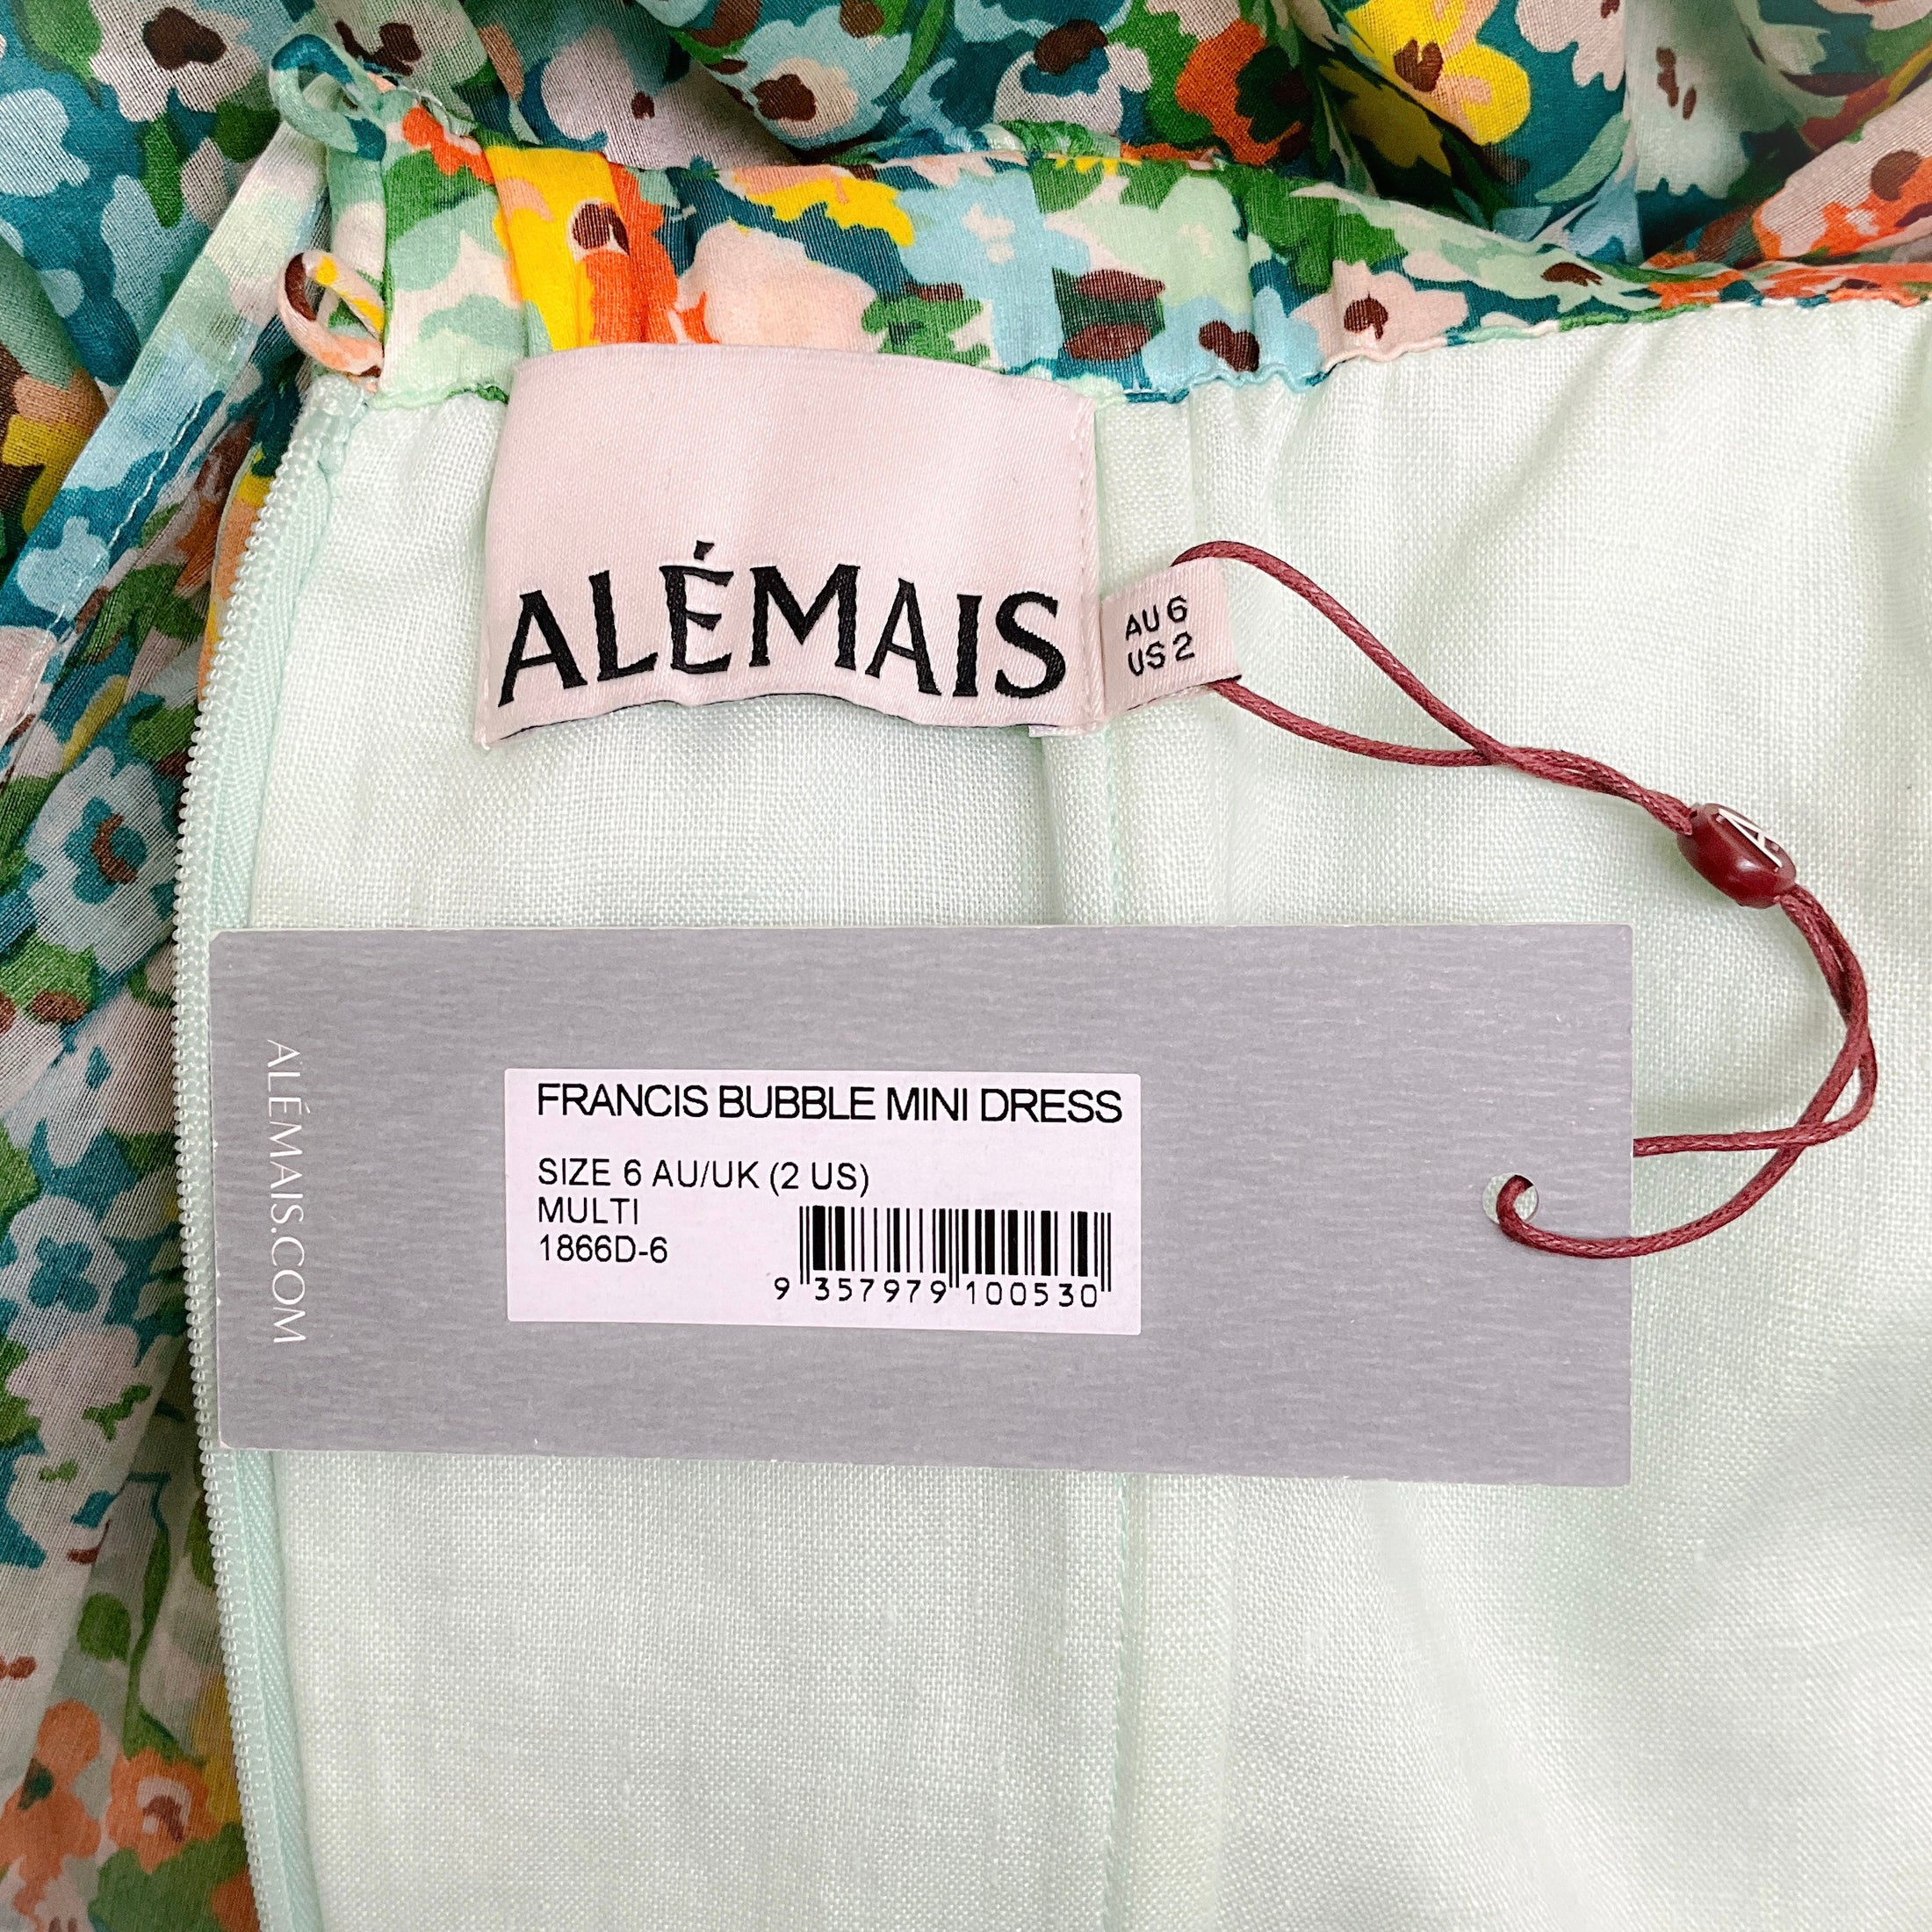 ALÉMAIS
AU 6
US 2
A
ALÉMAIS.COM
FRANCIS BUBBLE MINI DRESS
SIZE 6 AU/UK (2 US)
MULTI
1866D-6
9 357979 100530